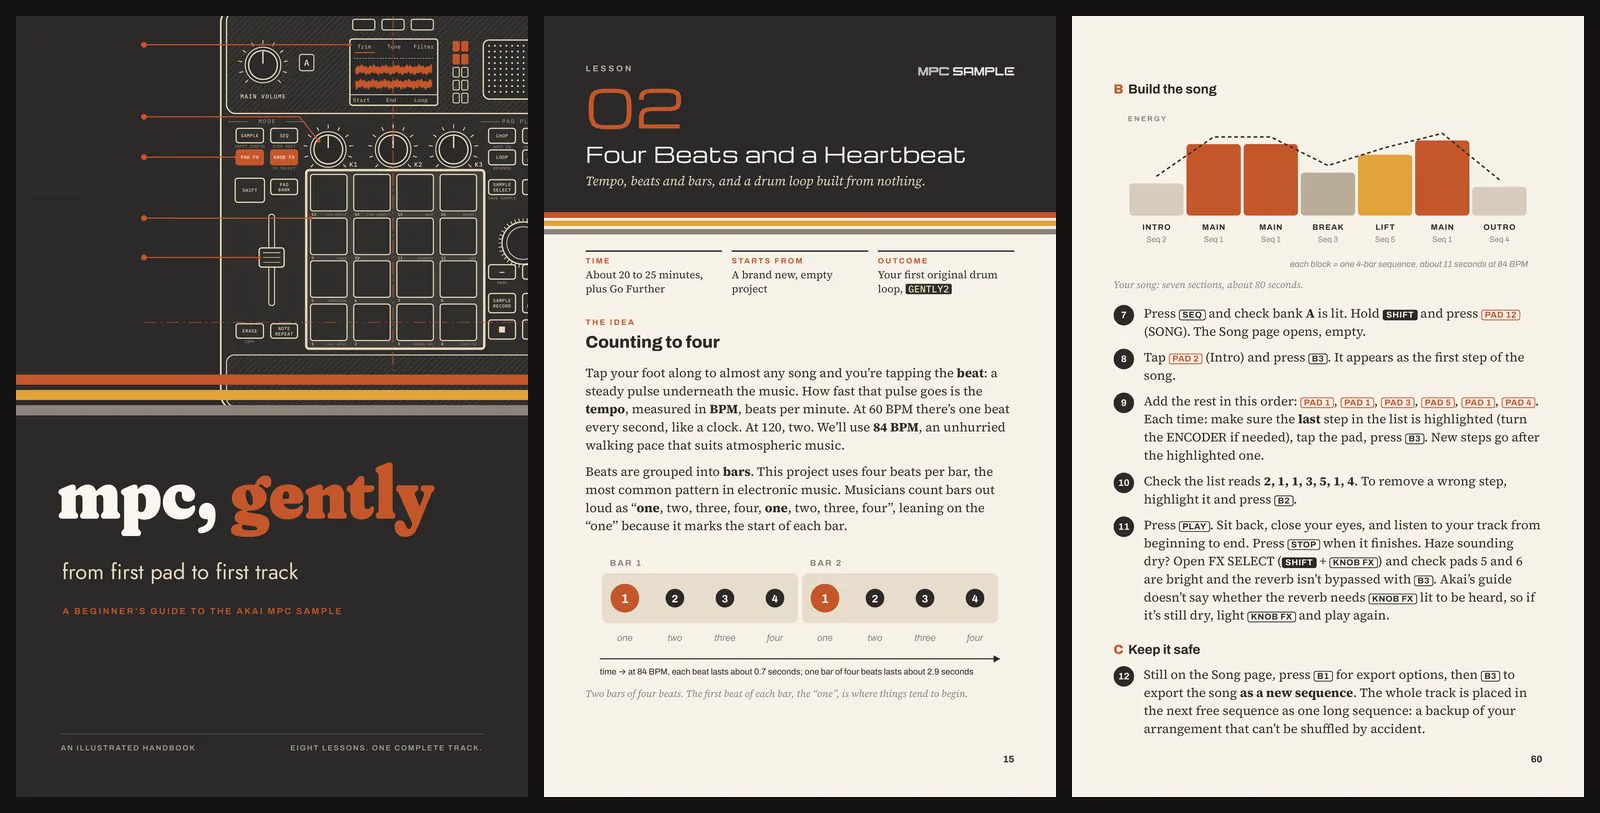 Trim Tune Filter
A
MAIN VOLUME
Start End Loop
MODE
PAD PL
SAMPLE SEQ
CHOP
PAD FX KNOB FX
LOOP
K1 K2 K3
SHIFT
PAD BANK
SAMPLE SELECT
SAMPLE RECORD
ERASE
NOTE REPEAT
COPY
mpc, gently
from first pad to first track
A BEGINNER'S GUIDE TO THE AKAI MPC SAMPLE
AN ILLUSTRATED HANDBOOK
EIGHT LESSONS. ONE COMPLETE TRACK.
LESSON
MPC SAMPLE
02
Four Beats and a Heartbeat
Tempo, beats and bars, and a drum loop built from nothing.
TIME
About 20 to 25 minutes,
plus Go Further
STARTS FROM
A brand new, empty
project
OUTCOME
Your first original drum
loop, GENTLY2
THE IDEA
Counting to four
Tap your foot along to almost any song and you're tapping the beat: a
steady pulse underneath the music. How fast that pulse goes is the
tempo, measured in BPM, beats per minute. At 60 BPM there's one beat
every second, like a clock. At 120, two. We'll use 84 BPM, an unhurried
walking pace that suits atmospheric music.
Beats are grouped into bars. This project uses four beats per bar, the
most common pattern in electronic music. Musicians count bars out
loud as “one, two, three, four, one, two, three, four”, leaning on the
“one” because it marks the start of each bar.
BAR 1 BAR 2
1 2 3 4 1 2 3 4
one two three four one two three four
time → at 84 BPM, each beat lasts about 0.7 seconds; one bar of four beats lasts about 2.9 seconds
Two bars of four beats. The first beat of each bar, the “one”, is where things tend to begin.
15
B Build the song
ENERGY
INTRO MAIN MAIN BREAK LIFT MAIN OUTRO
Seq 2 Seq 1 Seq 1 Seq 3 Seq 5 Seq 1 Seq 4
each block = one 4-bar sequence, about 11 seconds at 84 BPM
Your song: seven sections, about 80 seconds.
7 Press SEQ and check bank A is lit. Hold SHIFT and press PAD 12
(SONG). The Song page opens, empty.
8 Tap PAD 2 (Intro) and press B3. It appears as the first step of the
song.
9 Add the rest in this order: PAD 1, PAD 1, PAD 3, PAD 5, PAD 1, PAD 4.
Each time: make sure the last step in the list is highlighted (turn
the ENCODER if needed), tap the pad, press B3. New steps go after
the highlighted one.
10 Check the list reads 2, 1, 1, 3, 5, 1, 4. To remove a wrong step,
highlight it and press B2.
11 Press PLAY. Sit back, close your eyes, and listen to your track from
beginning to end. Press STOP when it finishes. Haze sounding
dry? Open FX SELECT (SHIFT + KNOB FX) and check pads 5 and 6
are bright and the reverb isn't bypassed with B3. Akai's guide
doesn't say whether the reverb needs KNOB FX lit to be heard, so if
it's still dry, light KNOB FX and play again.
C Keep it safe
12 Still on the Song page, press B1 for export options, then B3 to
export the song as a new sequence. The whole track is placed in
the next free sequence as one long sequence: a backup of your
arrangement that can't be shuffled by accident.
60